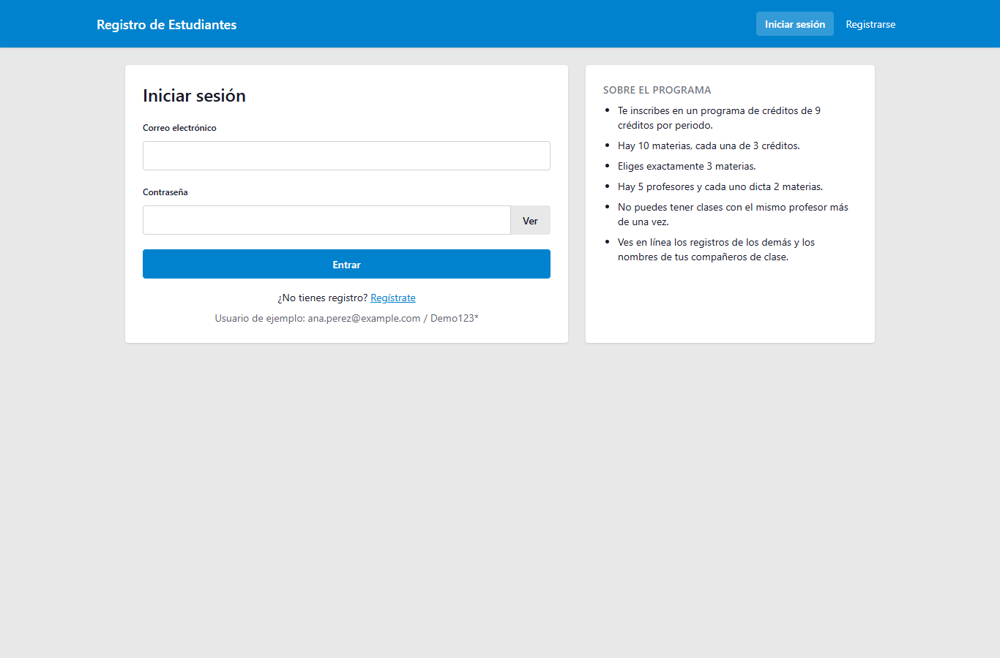 Registro de Estudiantes
Iniciar sesión
Registrarse
Iniciar sesión
Correo electrónico
Contraseña
Ver
Entrar
¿No tienes registro? Regístrate
Usuario de ejemplo: ana.perez@example.com / Demo123*
SOBRE EL PROGRAMA
Te inscribes en un programa de créditos de 9
créditos por periodo.
Hay 10 materias, cada una de 3 créditos.
Eliges exactamente 3 materias.
Hay 5 profesores y cada uno dicta 2 materias.
No puedes tener clases con el mismo profesor más
de una vez.
Ves en línea los registros de los demás y los
nombres de tus compañeros de clase.